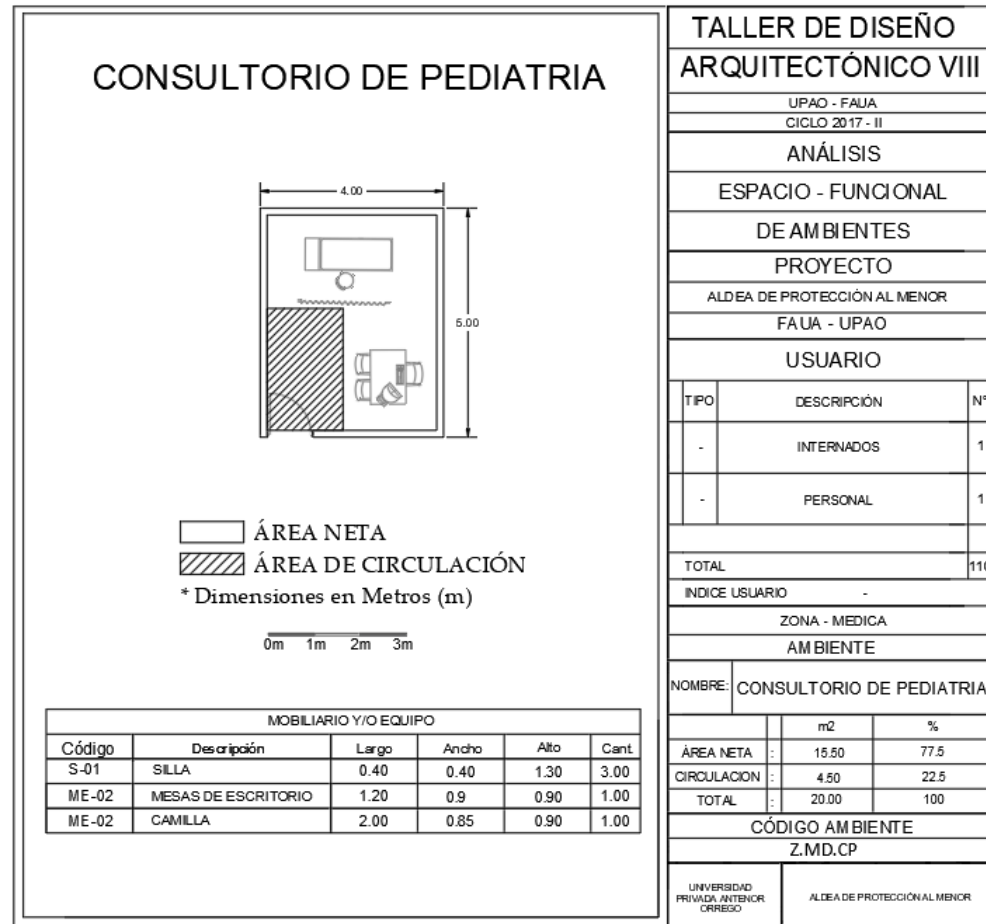 CONSULTORIO DE PEDIATRIA
4.00
5.00
ÁREA NETA
ÁREA DE CIRCULACIÓN
* Dimensiones en Metros (m)
0m 1m 2m 3m
MOBILIARIO Y/O EQUIPO
Código Descripción Largo Ancho Alto Cant.
S-01 SILLA 0.40 0.40 1.30 3.00
ME-02 MESAS DE ESCRITORIO 1.20 0.9 0.90 1.00
ME-02 CAMILLA 2.00 0.85 0.90 1.00
TALLER DE DISEÑO
ARQUITECTÓNICO VIII
UPAO - FAUA
CICLO 2017 - II
ANÁLISIS
ESPACIO - FUNCIONAL
DE AMBIENTES
PROYECTO
ALDEA DE PROTECCIÓN AL MENOR
FAUA - UPAO
USUARIO
TIPO DESCRIPCIÓN N°
- INTERNADOS 1
- PERSONAL 1
TOTAL 110
INDICE USUARIO -
ZONA - MEDICA
AMBIENTE
NOMBRE: CONSULTORIO DE PEDIATRIA
m2 %
ÁREA NETA : 15.50 77.5
CIRCULACION : 4.50 22.5
TOTAL : 20.00 100
CÓDIGO AMBIENTE
Z.MD.CP
UNIVERSIDAD
PRIVADA ANTENOR
ORREGO
ALDEA DE PROTECCIÓN AL MENOR